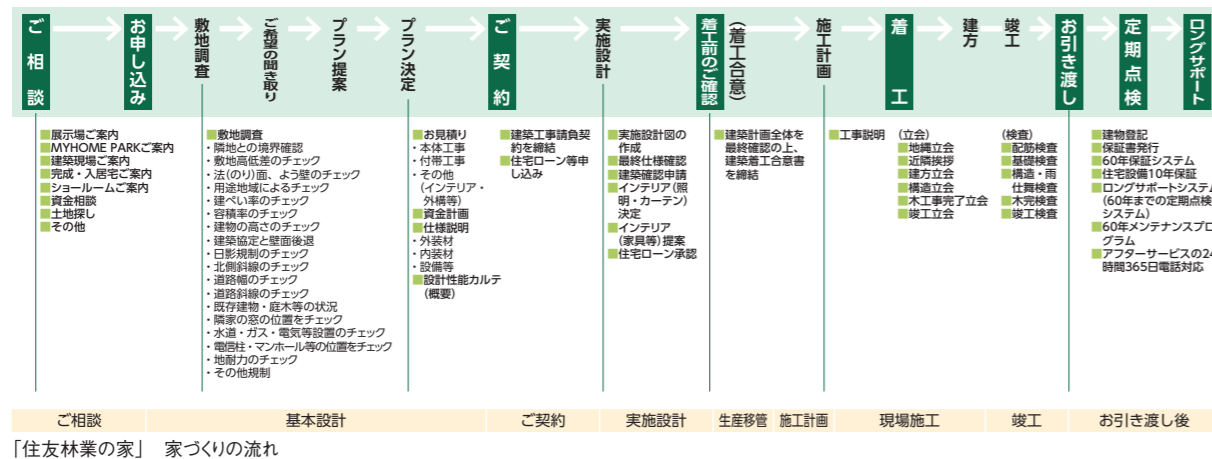 ご相談
お申し込み
敷地調査
ご希望の聞き取り
プラン提案
プラン決定
ご契約
実施設計
着工前のご確認
（着工合意）
施工計画
着工
建方
竣工
お引き渡し
定期点検
ロングサポート
■展示場ご案内
■MYHOME PARKご案内
■建築現場ご案内
■完成・入居宅ご案内
■ショールームご案内
■資金相談
■土地探し
■その他
■敷地調査
・隣地との境界確認
・敷地高低差のチェック
・法（のり）面、よう壁のチェック
・用途地域によるチェック
・建ぺい率のチェック
・容積率のチェック
・建物の高さのチェック
・建築協定と壁面後退
・日影規制のチェック
・北側斜線のチェック
・道路幅のチェック
・道路斜線のチェック
・既存建物・庭木等の状況
・隣家の窓の位置をチェック
・水道・ガス・電気等設置のチェック
・電信柱・マンホール等の位置をチェック
・地耐力のチェック
・その他規制
■お見積り
・本体工事
・付帯工事
・その他
（インテリア・
外構等）
■資金計画
■仕様説明
・外装材
・内装材
・設備等
■設計性能カルテ
（概要）
■建築工事請負契
約を締結
■住宅ローン等申
し込み
■実施設計図の
作成
■最終仕様確認
■建築確認申請
■インテリア（照
明・カーテン）
決定
■インテリア
（家具等）提案
■住宅ローン承認
■建築計画全体を
最終確認の上、
建築着工合意書
を締結
■工事説明
（立会）
■地縄立会
■近隣挨拶
■建方立会
■構造立会
■木工事完了立会
■竣工立会
（検査）
■配筋検査
■基礎検査
■構造・雨
仕舞検査
■木完検査
■竣工検査
■建物登記
■保証書発行
■60年保証システム
■住宅設備10年保証
■ロングサポートシステム
（60年までの定期点検
システム）
■60年メンテナンスプロ
グラム
■アフターサービスの24
時間365日電話対応
ご相談
基本設計
ご契約
実施設計
生産移管
施工計画
現場施工
竣工
お引き渡し後
「住友林業の家」 家づくりの流れ